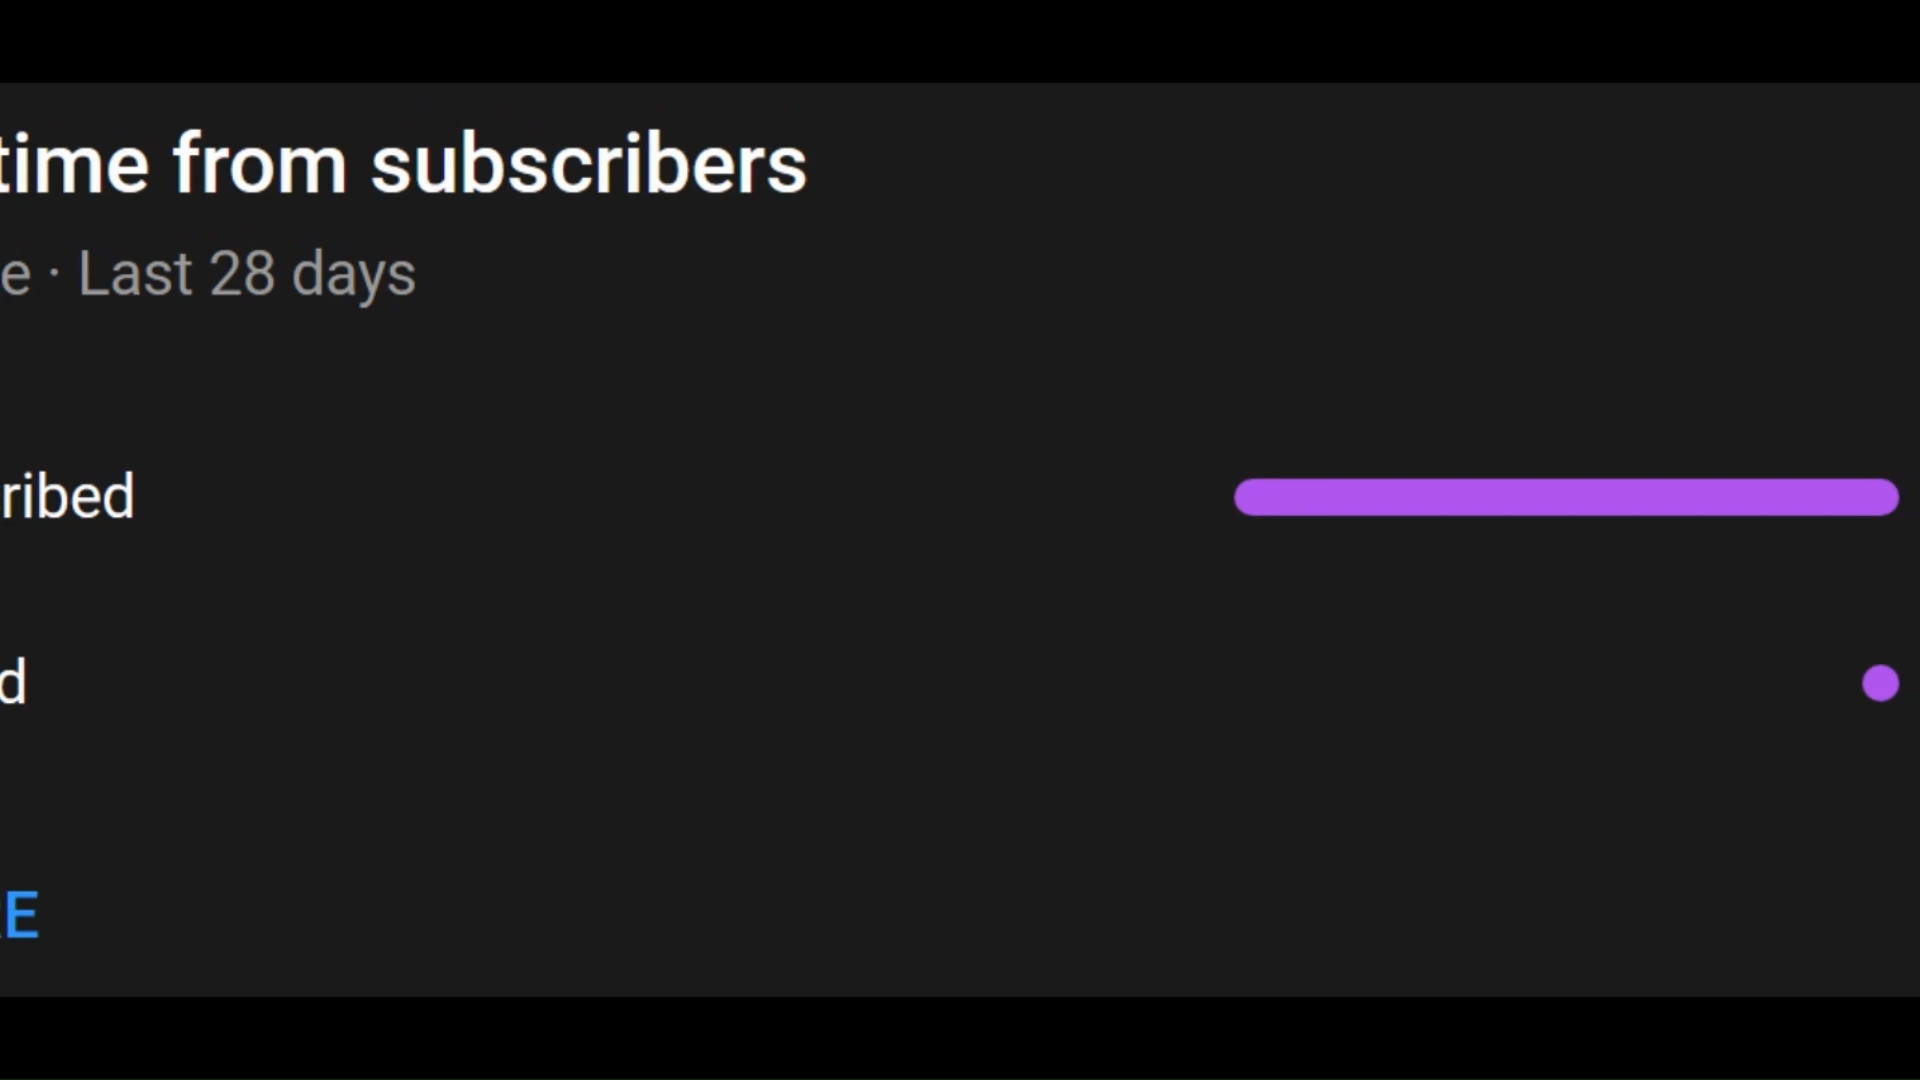 time from subscribers
e · Last 28 days
ribed
d
E